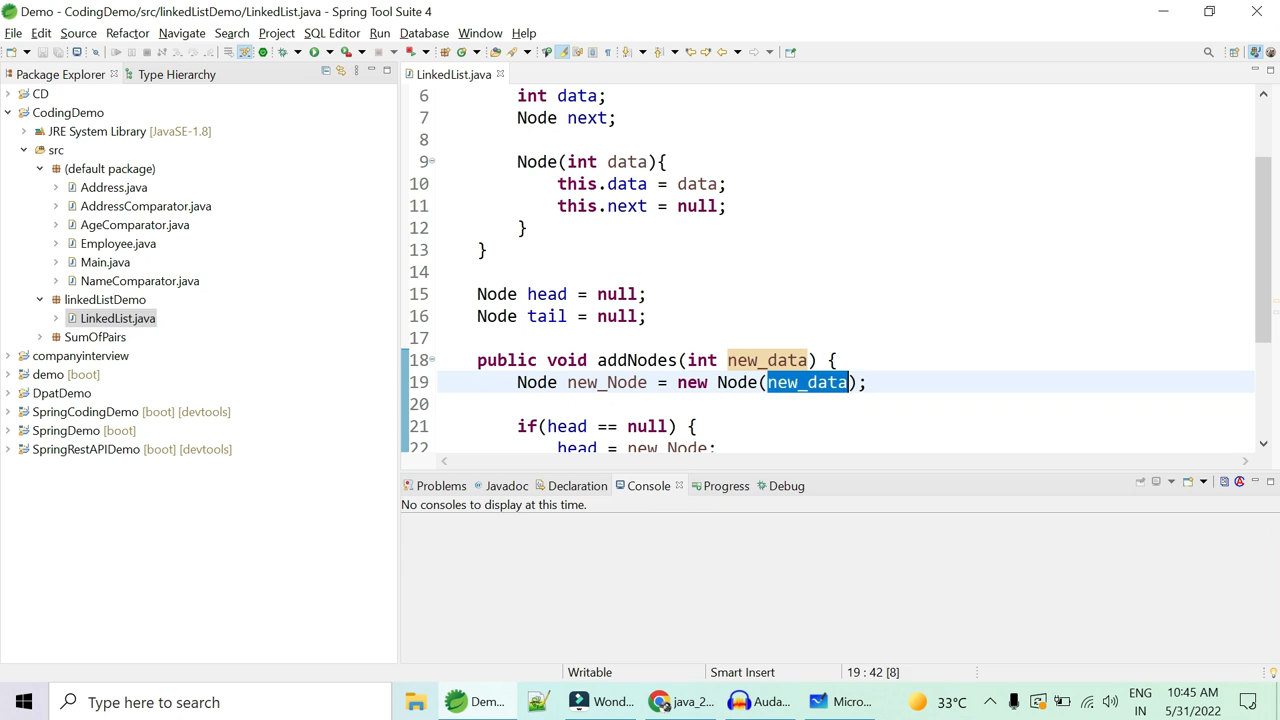 Demo - CodingDemo/src/linkedListDemo/LinkedList.java - Spring Tool Suite 4
File Edit Source Refactor Navigate Search Project SQL Editor Run Database Window Help
Package Explorer Type Hierarchy
CD
CodingDemo
JRE System Library [JavaSE-1.8]
src
(default package)
Address.java
AddressComparator.java
AgeComparator.java
Employee.java
Main.java
NameComparator.java
linkedListDemo
LinkedList.java
SumOfPairs
companyinterview
demo [boot]
DpatDemo
SpringCodingDemo [boot] [devtools]
SpringDemo [boot]
SpringRestAPIDemo [boot] [devtools]
LinkedList.java
6 int data;
7 Node next;
8
9 Node(int data){
10 this.data = data;
11 this.next = null;
12 }
13 }
14
15 Node head = null;
16 Node tail = null;
17
18 public void addNodes(int new_data) {
19 Node new_Node = new Node(new_data);
20
21 if(head == null) {
22 head = new_Node;
Problems Javadoc Declaration Console Progress Debug
No consoles to display at this time.
Writable Smart Insert 19 : 42 [8]
Type here to search
Dem... Wond... java_2... Auda... Micro... 33°C ENG IN 10:45 AM 5/31/2022